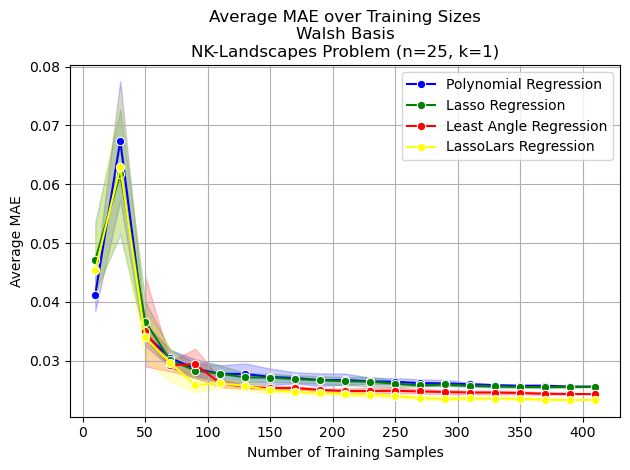 Average MAE over Training Sizes
Walsh Basis
NK-Landscapes Problem (n=25, k=1)
Polynomial Regression
Lasso Regression
Least Angle Regression
LassoLars Regression
Average MAE
0.08
0.07
0.06
0.05
0.04
0.03
0 50 100 150 200 250 300 350 400
Number of Training Samples